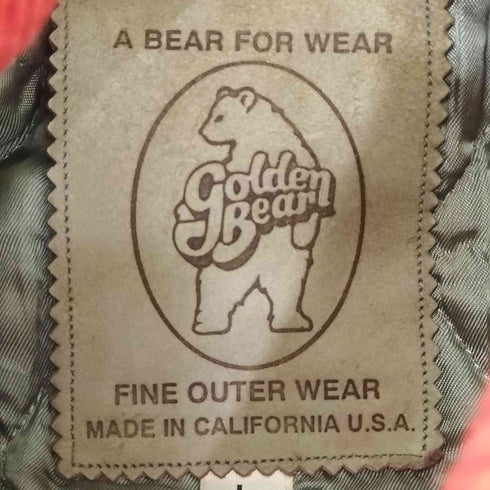 A BEAR FOR WEAR
Golden
Bear
FINE OUTER WEAR
MADE IN CALIFORNIA U.S.A.